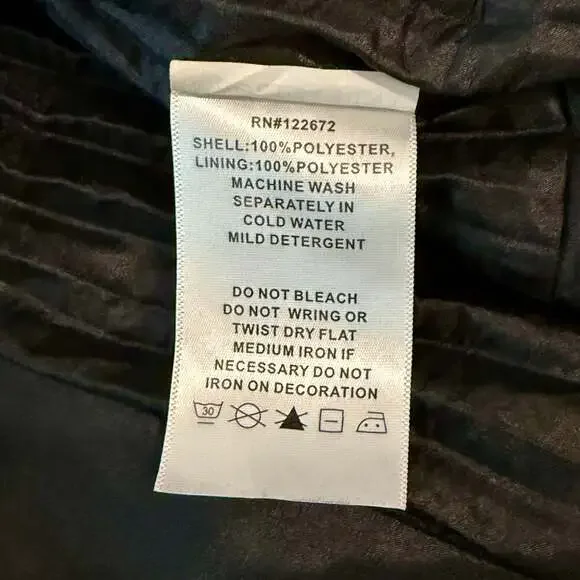 RN#122672
SHELL:100%POLYESTER,
LINING:100%POLYESTER
MACHINE WASH
SEPARATELY IN
COLD WATER
MILD DETERGENT
DO NOT BLEACH
DO NOT WRING OR
TWIST DRY FLAT
MEDIUM IRON IF
NECESSARY DO NOT
IRON ON DECORATION
30